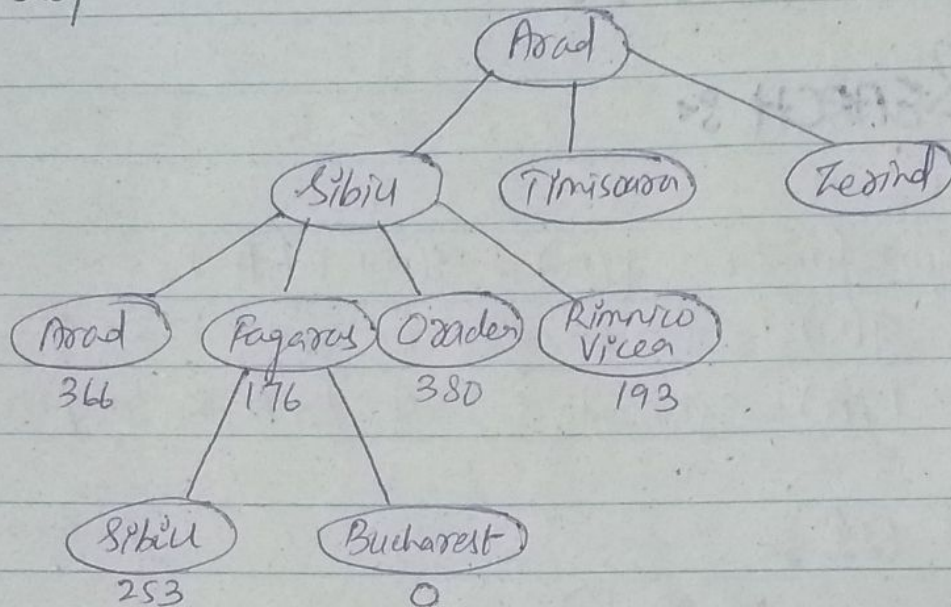 Arad
Sibiu Timisoara Zerind
Arad Fagaras Oradea Rimnico
Vicea
366 176 380 193
Sibiu Bucharest
253 0